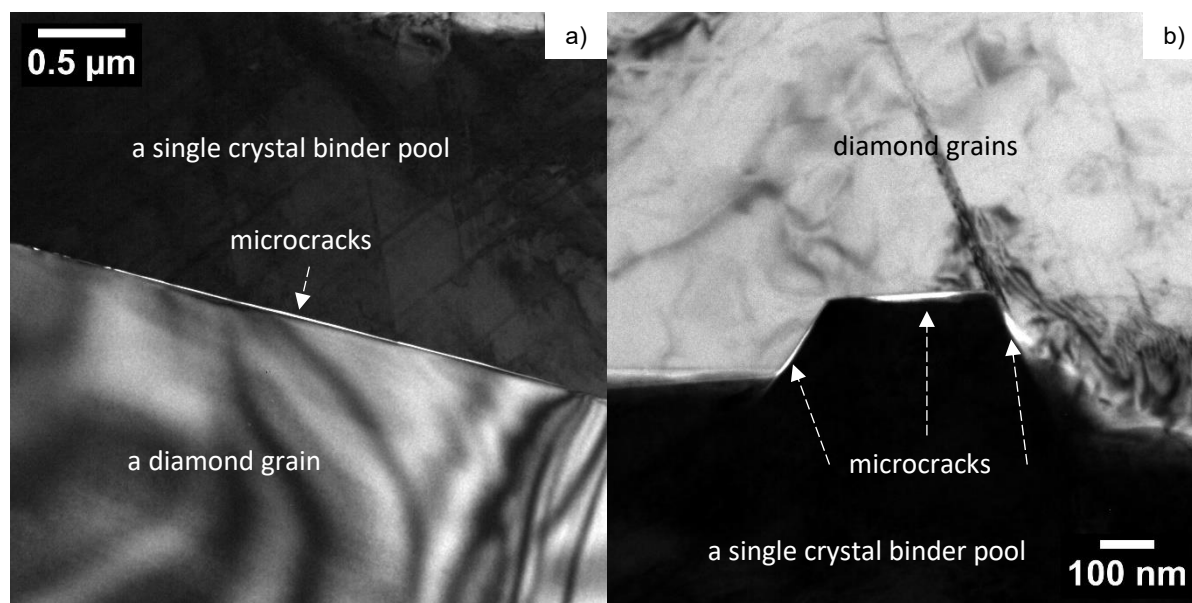 a)
0.5 µm
a single crystal binder pool
microcracks
a diamond grain
b)
diamond grains
microcracks
a single crystal binder pool
100 nm